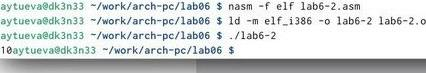 aytueva@dk3n33 ~/work/arch-pc/lab06 $ nasm -f elf lab6-2.asm
aytueva@dk3n33 ~/work/arch-pc/lab06 $ ld -m elf_i386 -o lab6-2 lab6-2.o
aytueva@dk3n33 ~/work/arch-pc/lab06 $ ./lab6-2
10aytueva@dk3n33 ~/work/arch-pc/lab06 $